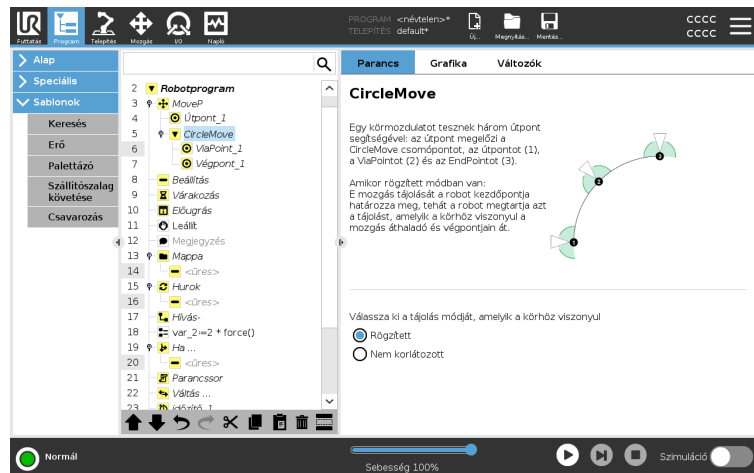 UR
Futtatás
Program
Telepítés
Mozgás
I/O
Napló
PROGRAM <névtelen>*
TELEPÍTÉS default*
Új...
Megnyitás...
Mentés...
CCCC
CCCC
Alap
Speciális
Sablonok
Keresés
Erő
Palettázó
Szállítószalag
követése
Csavarozás
2 Robotprogram
3 MoveP
4 Útpont_1
5 CircleMove
6 ViaPoint_1
7 Végpont_1
8 Beállítás
9 Várakozás
10 Előugrás
11 Leállít
12 Megjegyzés
13 Mappa
14 <üres>
15 Hurok
16 <üres>
17 Hívás-
18 var_2≔2 * force()
19 Ha ...
20 <üres>
21 Parancssor
22 Váltás ...
23 Időzítő_1
Parancs
Grafika
Változók
CircleMove
Egy körmozdulatot tesznek három útpont
segítségével: az útpont megelőzi a
CircleMove csomópontot, az útpontot (1),
a ViaPointot (2) és az EndPointot (3).
Amikor rögzített módban van:
E mozgás tájolását a robot kezdőpontja
határozza meg, tehát a robot megtartja azt
a tájolást, amelyik a körhöz viszonyul a
mozgás áthaladó és végpontjain át.
1
2
3
Válassza ki a tájolás módját, amelyik a körhöz viszonyul
Rögzített
Nem korlátozott
Normál
Sebesség 100%
Szimuláció